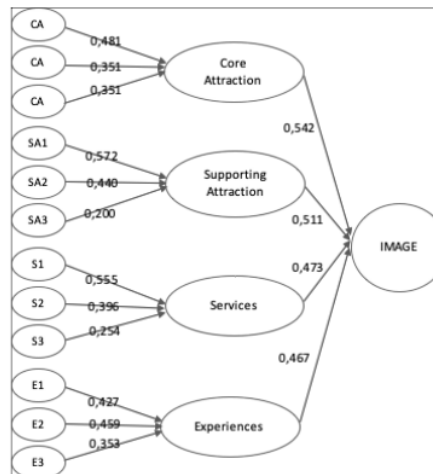 CA
0,481
CA
0,351
CA
0,351
Core
Attraction
0,542
SA1
0,572
SA2
0,440
SA3
0,200
Supporting
Attraction
0,511
IMAGE
S1
0,555
S2
0,396
S3
0,254
Services
0,473
E1
0,427
E2
0,459
E3
0,353
Experiences
0,467